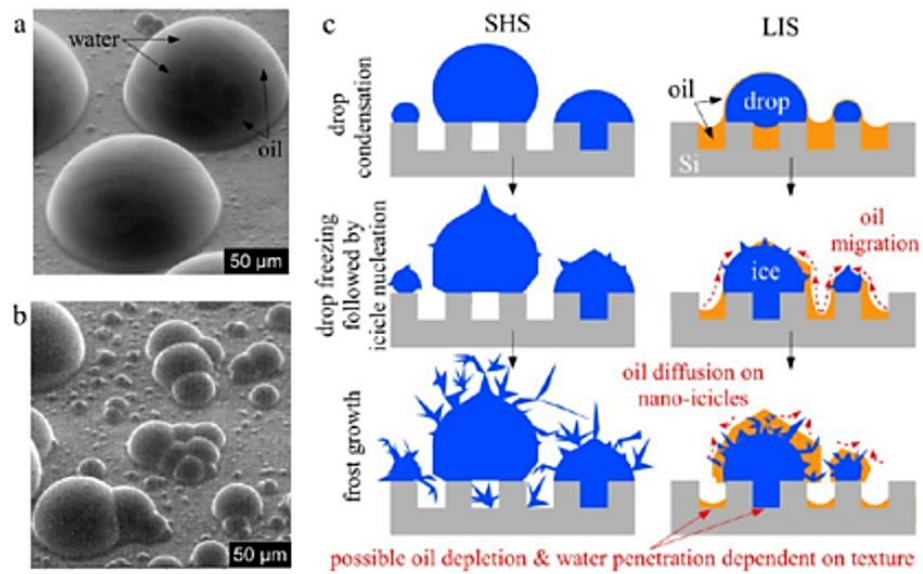 a
water
oil
50 µm
b
50 µm
c
SHS
LIS
drop
condensation
oil
drop
Si
drop freezing
followed by
icicle nucleation
oil
migration
ice
frost growth
oil diffusion on
nano-icicles
possible oil depletion & water penetration dependent on texture